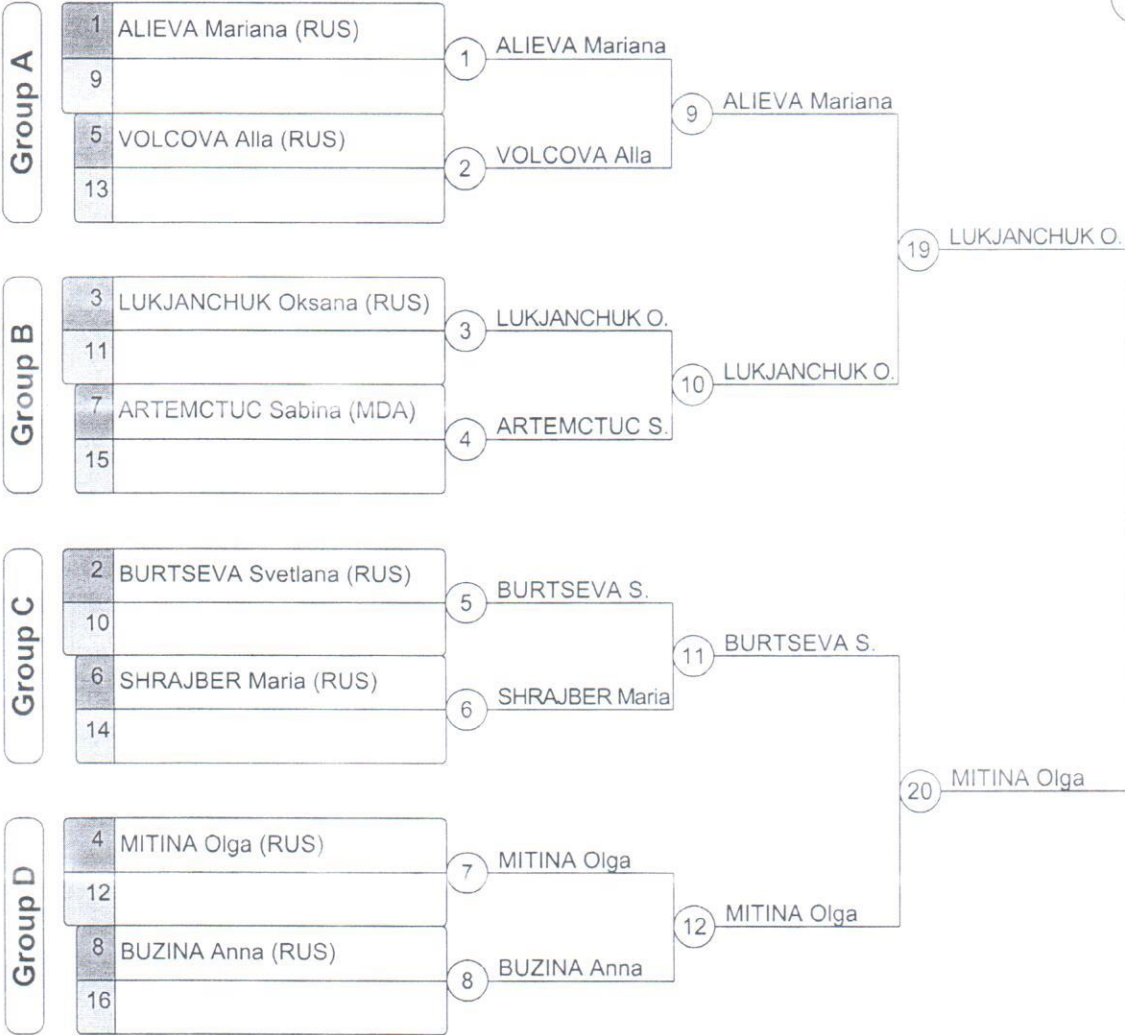 Group A
1 ALIEVA Mariana (RUS)
9
5 VOLCOVA Alla (RUS)
13
1 ALIEVA Mariana
2 VOLCOVA Alla
9 ALIEVA Mariana
19 LUKJANCHUK O.
Group B
3 LUKJANCHUK Oksana (RUS)
11
7 ARTEMCTUC Sabina (MDA)
15
3 LUKJANCHUK O.
4 ARTEMCTUC S.
10 LUKJANCHUK O.
Group C
2 BURTSEVA Svetlana (RUS)
10
6 SHRAJBER Maria (RUS)
14
5 BURTSEVA S.
6 SHRAJBER Maria
11 BURTSEVA S.
20 MITINA Olga
Group D
4 MITINA Olga (RUS)
12
8 BUZINA Anna (RUS)
16
7 MITINA Olga
8 BUZINA Anna
12 MITINA Olga